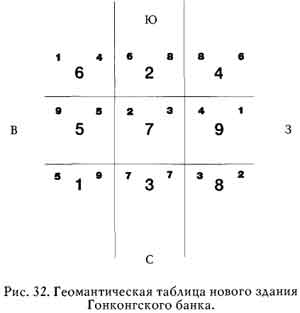 Ю
1 4 6 8 8 6
6 2 4
9 5 2 3 4 1
В 5 7 9 З
5 9 7 7 3 2
1 3 8
С
Рис. 32. Геомантическая таблица нового здания
Гонконгского банка.